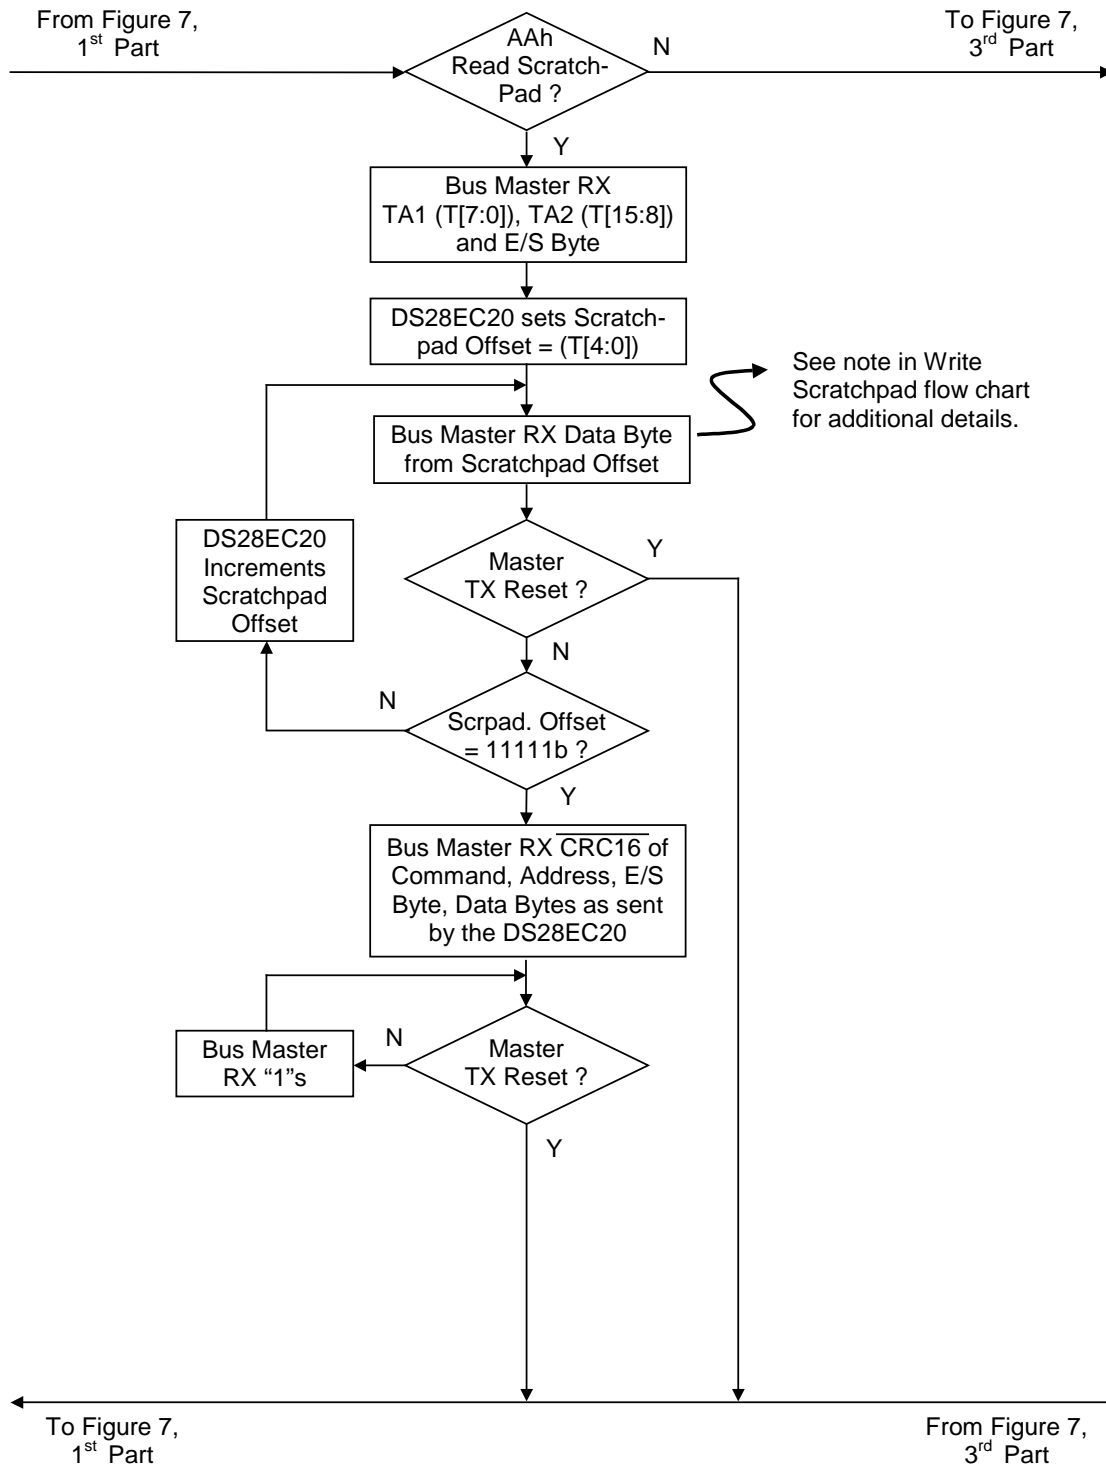 From Figure 7,
1st Part
To Figure 7,
3rd Part
AAh
Read Scratch-
Pad ?
N
Y
Bus Master RX
TA1 (T[7:0]), TA2 (T[15:8])
and E/S Byte
DS28EC20 sets Scratch-
pad Offset = (T[4:0])
See note in Write
Scratchpad flow chart
for additional details.
Bus Master RX Data Byte
from Scratchpad Offset
DS28EC20
Increments
Scratchpad
Offset
Master
TX Reset ?
Y
N
N
Scrpad. Offset
= 11111b ?
Y
Bus Master RX CRC16 of
Command, Address, E/S
Byte, Data Bytes as sent
by the DS28EC20
Bus Master
RX “1”s
N
Master
TX Reset ?
Y
To Figure 7,
1st Part
From Figure 7,
3rd Part